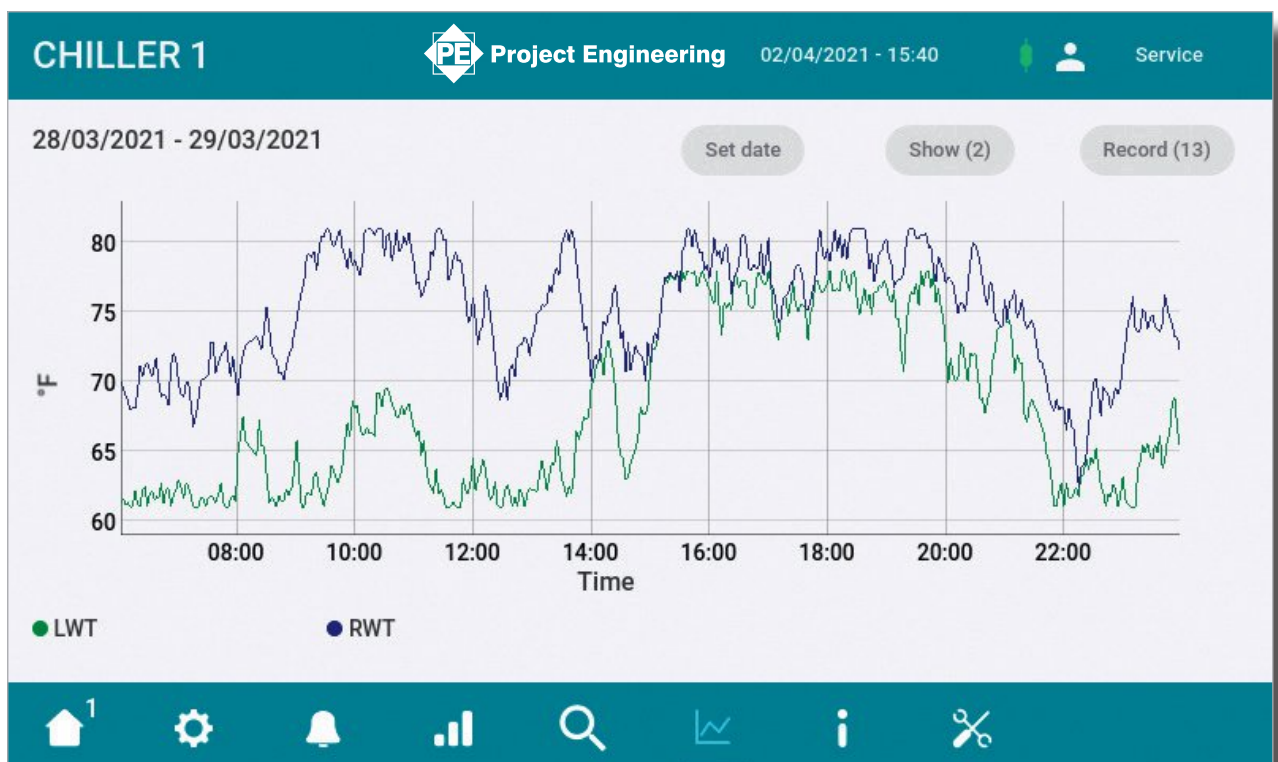 CHILLER 1
PE Project Engineering
02/04/2021 - 15:40
Service
28/03/2021 - 29/03/2021
Set date
Show (2)
Record (13)
80
75
70
65
60
°F
08:00 10:00 12:00 14:00 16:00 18:00 20:00 22:00
Time
LWT
RWT
1